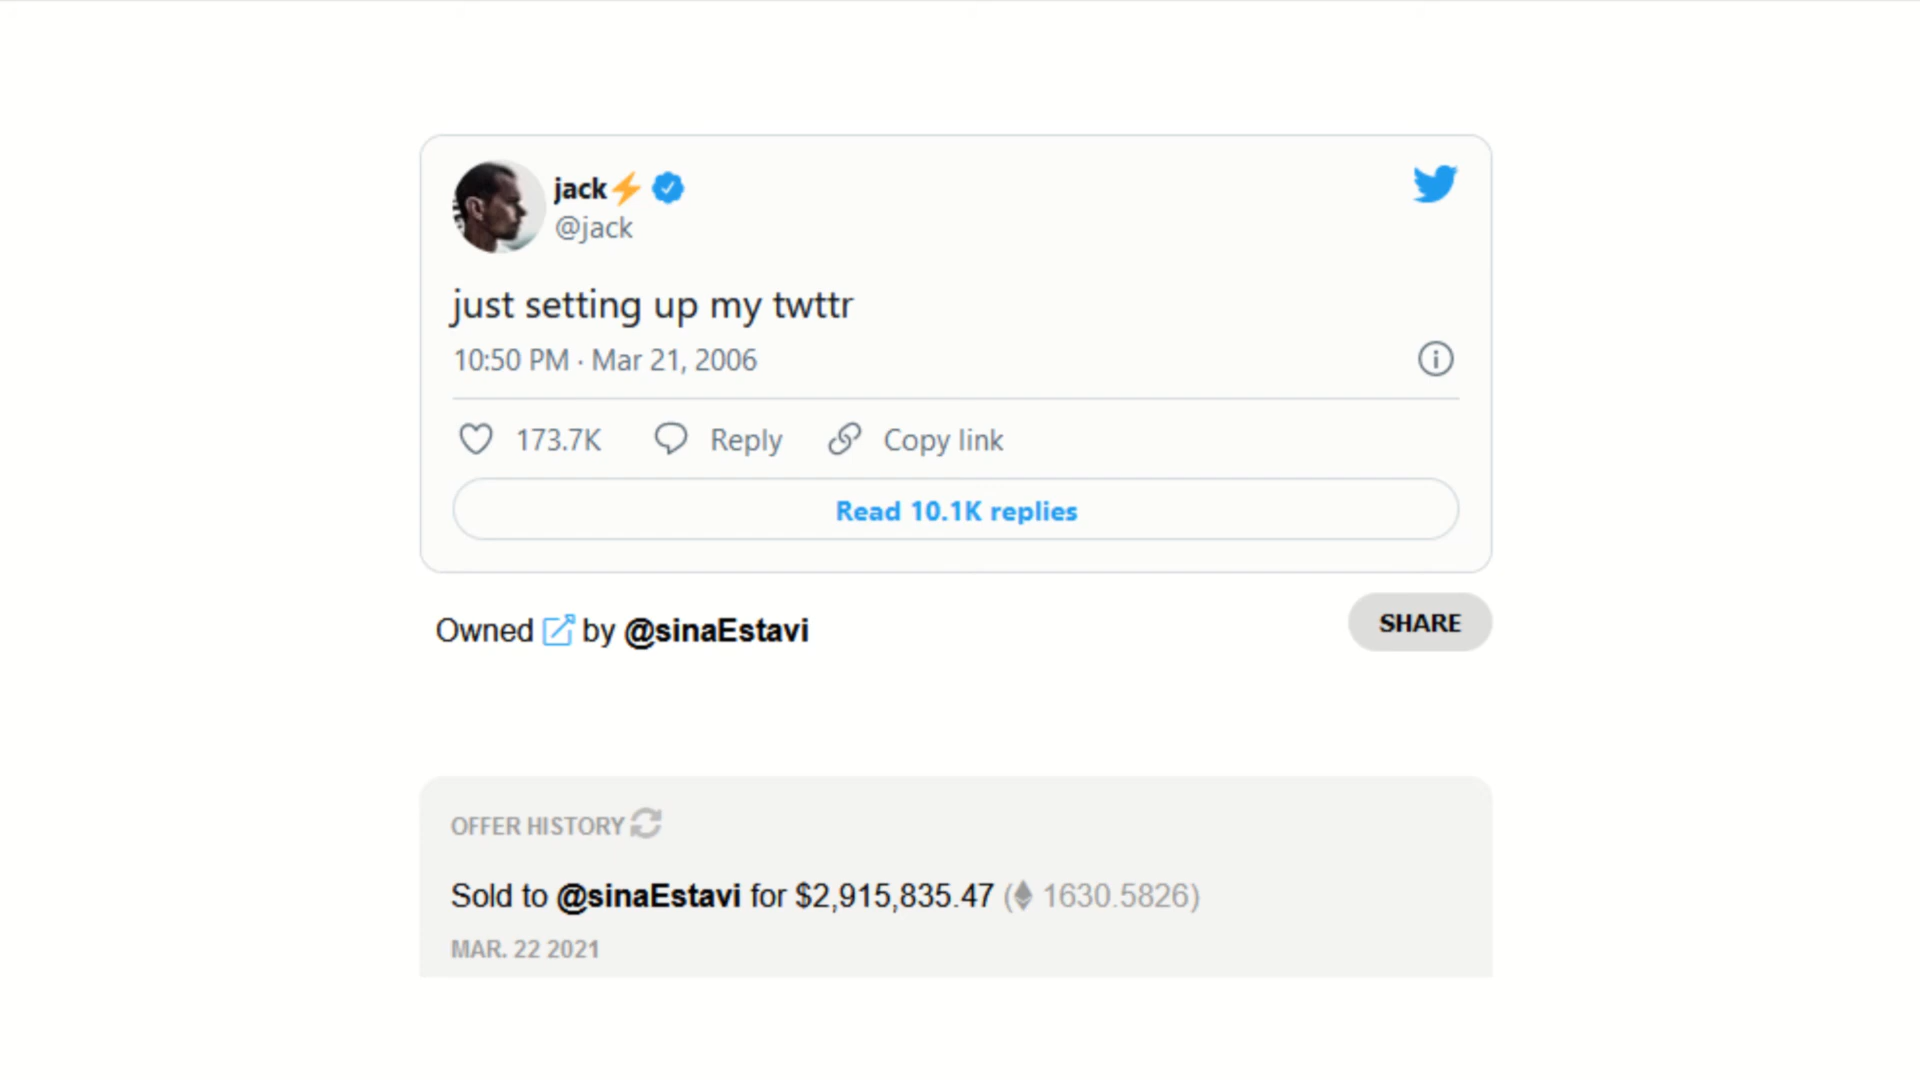 jack⚡
@jack
just setting up my twttr
10:50 PM · Mar 21, 2006
173.7K Reply Copy link
Read 10.1K replies
Owned by @sinaEstavi
SHARE
OFFER HISTORY
Sold to @sinaEstavi for $2,915,835.47 (1630.5826)
MAR. 22 2021